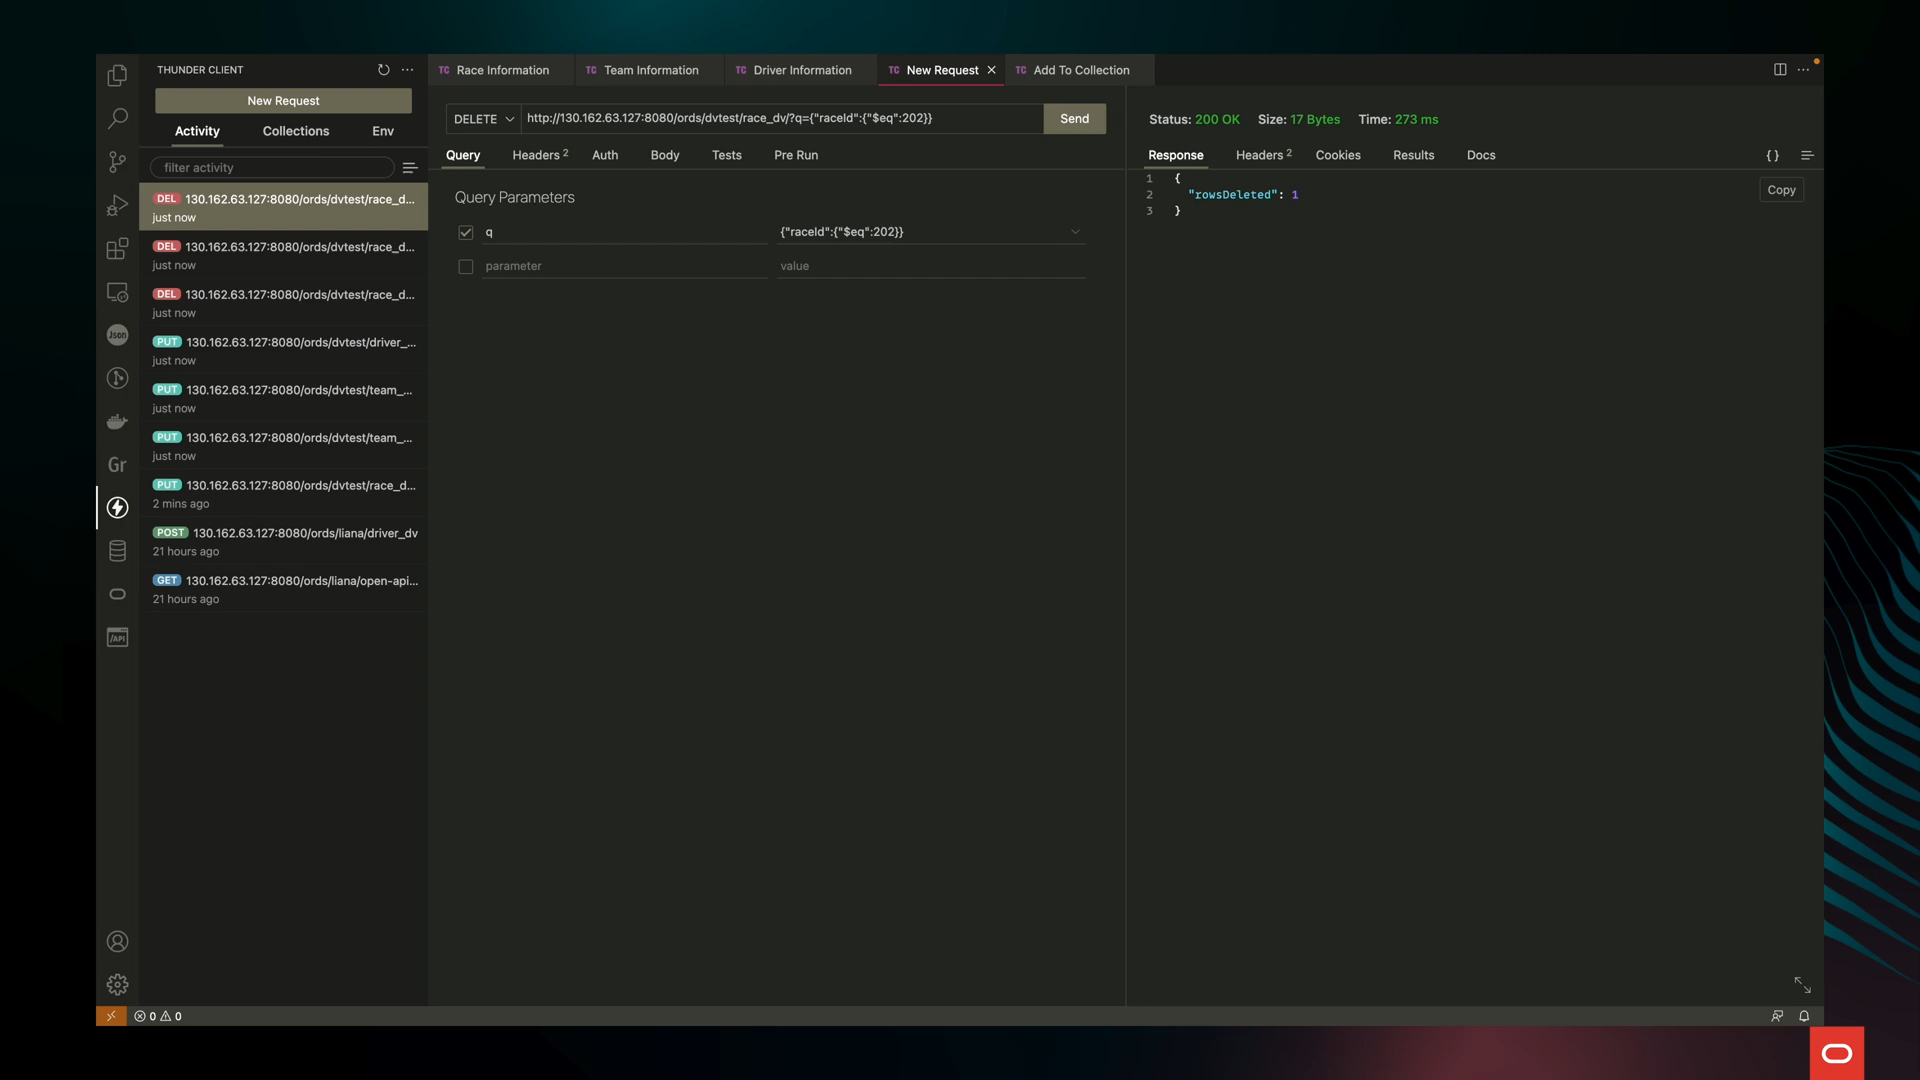 THUNDER CLIENT
New Request
Activity Collections Env
filter activity
DEL 130.162.63.127:8080/ords/dvtest/race_d...
just now
DEL 130.162.63.127:8080/ords/dvtest/race_d...
just now
DEL 130.162.63.127:8080/ords/dvtest/race_d...
just now
PUT 130.162.63.127:8080/ords/dvtest/driver_...
just now
PUT 130.162.63.127:8080/ords/dvtest/team_...
just now
PUT 130.162.63.127:8080/ords/dvtest/team_...
just now
PUT 130.162.63.127:8080/ords/dvtest/race_d...
2 mins ago
POST 130.162.63.127:8080/ords/liana/driver_dv
21 hours ago
GET 130.162.63.127:8080/ords/liana/open-api...
21 hours ago
Json
Gr
/API
TC Race Information TC Team Information TC Driver Information TC New Request TC Add To Collection
DELETE http://130.162.63.127:8080/ords/dvtest/race_dv/?q={"raceId":{"$eq":202}} Send
Query Headers 2 Auth Body Tests Pre Run
Query Parameters
q {"raceId":{"$eq":202}}
parameter value
Status: 200 OK Size: 17 Bytes Time: 273 ms
Response Headers 2 Cookies Results Docs { }
1 {
2 "rowsDeleted": 1
3 }
Copy
0 0